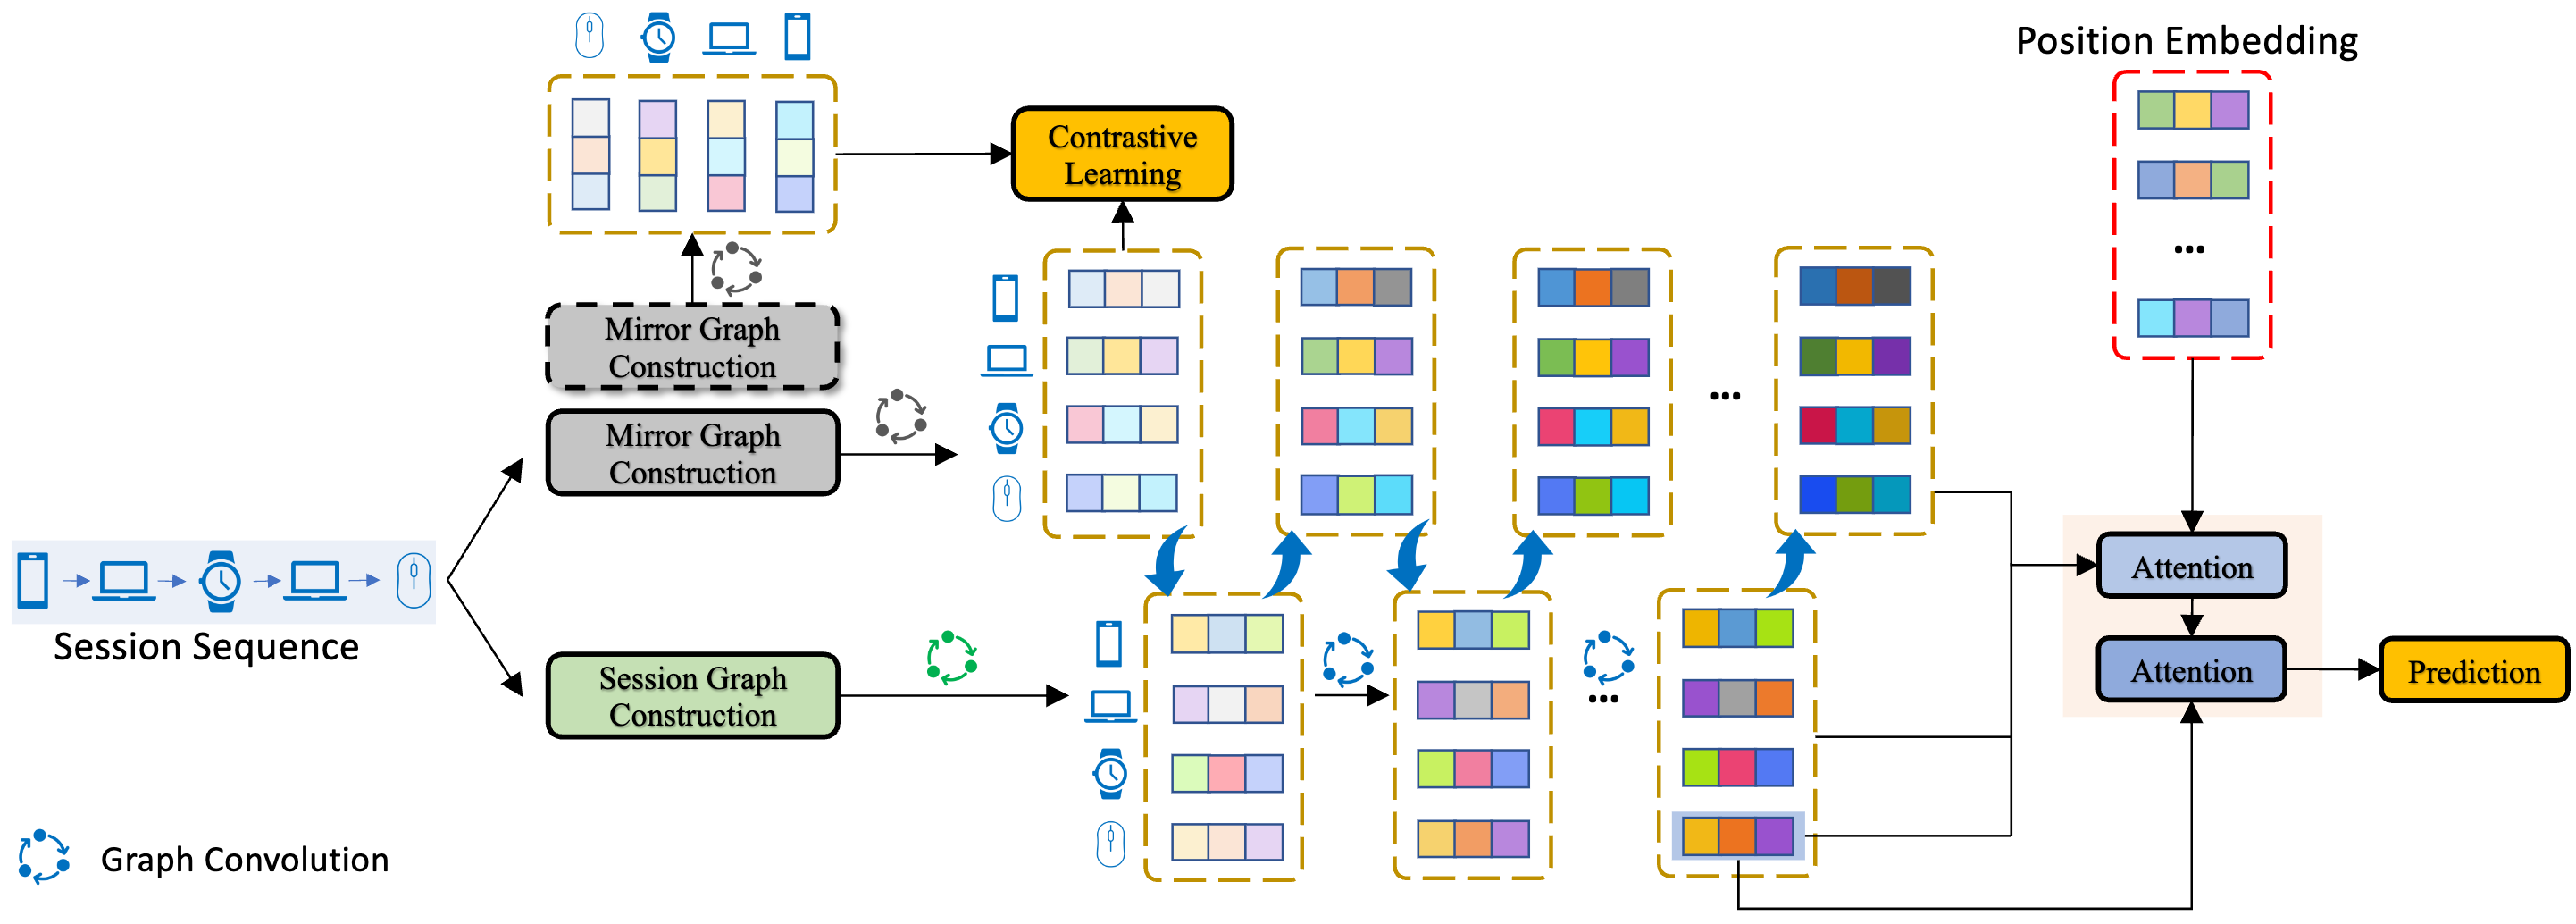 Position Embedding
Contrastive
Learning
Mirror Graph
Construction
Mirror Graph
Construction
Session Sequence
Session Graph
Construction
Attention
Attention
Prediction
Graph Convolution